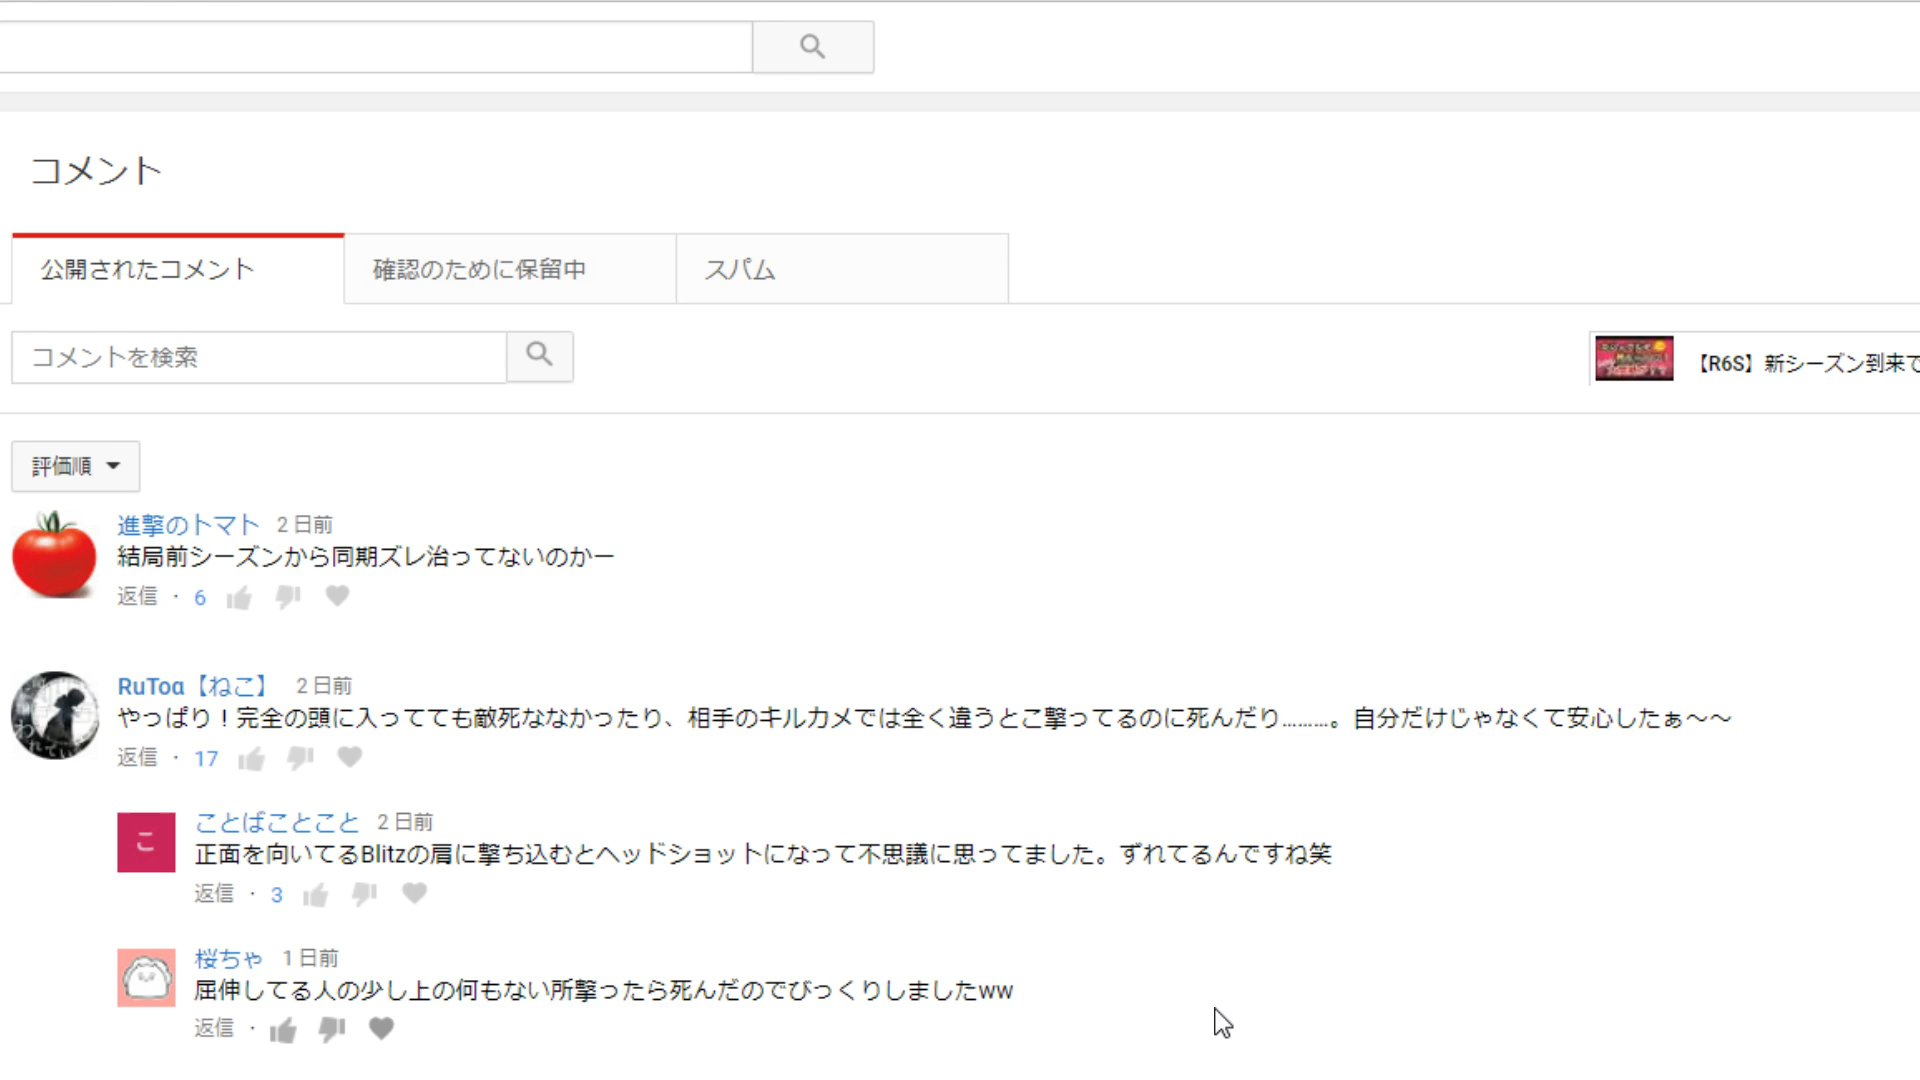 コメント
公開されたコメント
確認のために保留中
スパム
コメントを検索
【R6S】新シーズン到来で
評価順
進撃のトマト 2 日前
結局前シーズンから同期ズレ治ってないのかー
返信 · 6
RuToα【ねこ】 2 日前
やっぱり！完全の頭に入ってても敵死ななかったり、相手のキルカメでは全く違うとこ撃ってるのに死んだり………。自分だけじゃなくて安心したぁ～～
返信 · 17
こ
ことばことこと 2 日前
正面を向いてるBlitzの肩に撃ち込むとヘッドショットになって不思議に思ってました。ずれてるんですね笑
返信 · 3
桜ちゃ 1 日前
屈伸してる人の少し上の何もない所撃ったら死んだのでびっくりしましたww
返信 ·